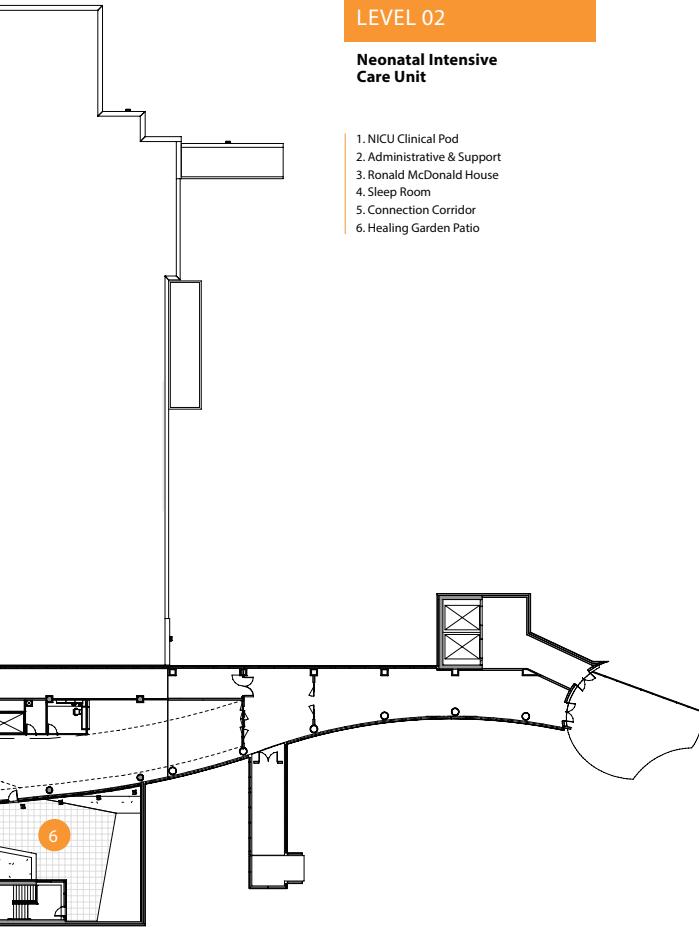 LEVEL 02
Neonatal Intensive
Care Unit
1. NICU Clinical Pod
2. Administrative & Support
3. Ronald McDonald House
4. Sleep Room
5. Connection Corridor
6. Healing Garden Patio
6